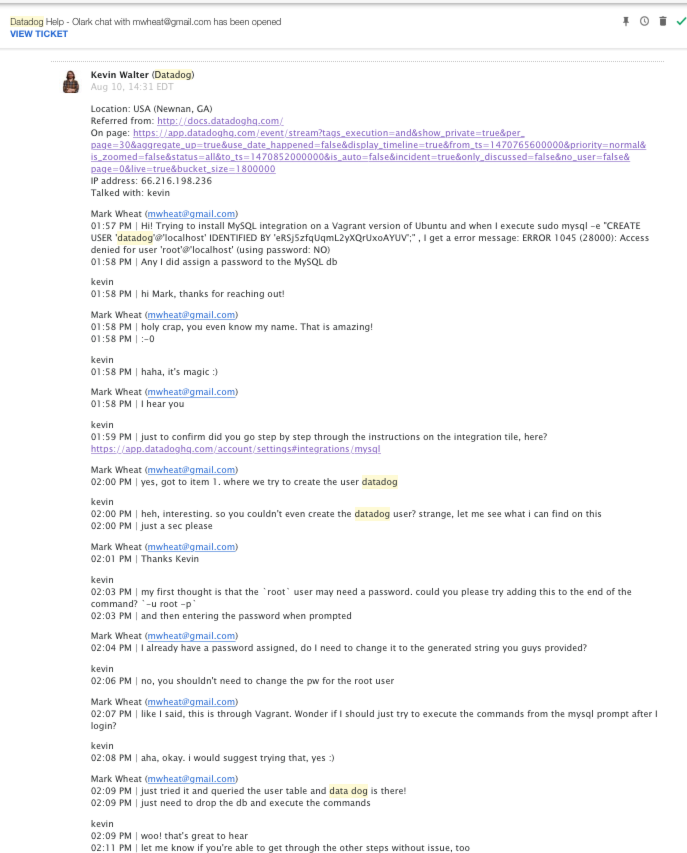 Datadog Help - Olark chat with mwheat@gmail.com has been opened
VIEW TICKET
Kevin Walter (Datadog)
Aug 10, 14:31 EDT
Location: USA (Newnan, GA)
Referred from: http://docs.datadoghq.com/
On page: https://app.datadoghq.com/event/stream?tags_execution=and&show_private=true&per_
page=30&aggregate_up=true&use_date_happened=false&display_timeline=true&from_ts=1470765600000&priority=normal&
is_zoomed=false&status=all&to_ts=1470852000000&is_auto=false&incident=true&only_discussed=false&no_user=false&
page=0&live=true&bucket_size=1800000
IP address: 66.216.198.236
Talked with: kevin
Mark Wheat (mwheat@gmail.com)
01:57 PM | Hi! Trying to install MySQL integration on a Vagrant version of Ubuntu and when I execute sudo mysql -e "CREATE
USER 'datadog'@'localhost' IDENTIFIED BY 'eRSj5zfqUqmL2yXQrUxoAYUV';" , I get a error message: ERROR 1045 (28000): Access
denied for user 'root'@'localhost' (using password: NO)
01:58 PM | Any I did assign a password to the MySQL db
kevin
01:58 PM | hi Mark, thanks for reaching out!
Mark Wheat (mwheat@gmail.com)
01:58 PM | holy crap, you even know my name. That is amazing!
01:58 PM | :-0
kevin
01:58 PM | haha, it's magic :)
Mark Wheat (mwheat@gmail.com)
01:58 PM | I hear you
kevin
01:59 PM | just to confirm did you go step by step through the instructions on the integration tile, here?
https://app.datadoghq.com/account/settings#integrations/mysql
Mark Wheat (mwheat@gmail.com)
02:00 PM | yes, got to item 1. where we try to create the user datadog
kevin
02:00 PM | heh, interesting. so you couldn't even create the datadog user? strange, let me see what i can find on this
02:00 PM | just a sec please
Mark Wheat (mwheat@gmail.com)
02:01 PM | Thanks Kevin
kevin
02:03 PM | my first thought is that the `root` user may need a password. could you please try adding this to the end of the
command? `-u root -p`
02:03 PM | and then entering the password when prompted
Mark Wheat (mwheat@gmail.com)
02:04 PM | I already have a password assigned, do I need to change it to the generated string you guys provided?
kevin
02:06 PM | no, you shouldn't need to change the pw for the root user
Mark Wheat (mwheat@gmail.com)
02:07 PM | like I said, this is through Vagrant. Wonder if I should just try to execute the commands from the mysql prompt after I
login?
kevin
02:08 PM | aha, okay. i would suggest trying that, yes :)
Mark Wheat (mwheat@gmail.com)
02:09 PM | just tried it and queried the user table and data dog is there!
02:09 PM | just need to drop the db and execute the commands
kevin
02:09 PM | woo! that's great to hear
02:11 PM | let me know if you're able to get through the other steps without issue, too